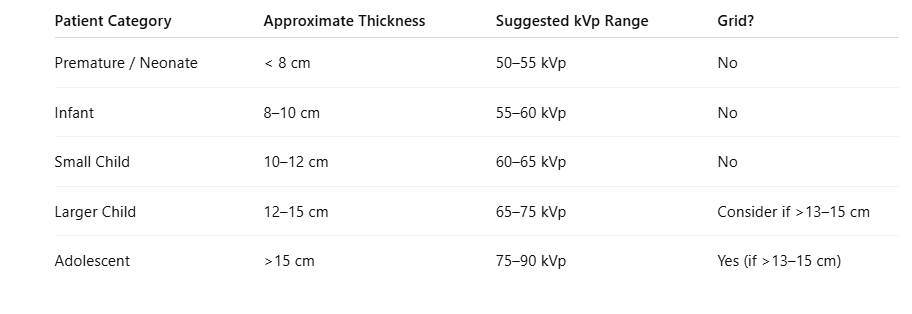 Patient Category Approximate Thickness Suggested kVp Range Grid?
Premature / Neonate < 8 cm 50–55 kVp No
Infant 8–10 cm 55–60 kVp No
Small Child 10–12 cm 60–65 kVp No
Larger Child 12–15 cm 65–75 kVp Consider if >13–15 cm
Adolescent >15 cm 75–90 kVp Yes (if >13–15 cm)